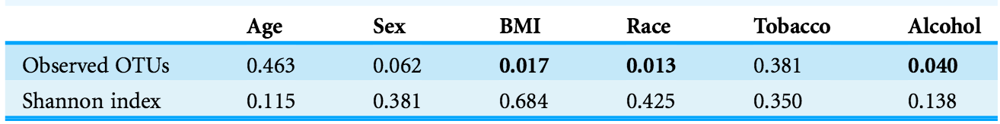 Age Sex BMI Race Tobacco Alcohol
Observed OTUs 0.463 0.062 0.017 0.013 0.381 0.040
Shannon index 0.115 0.381 0.684 0.425 0.350 0.138